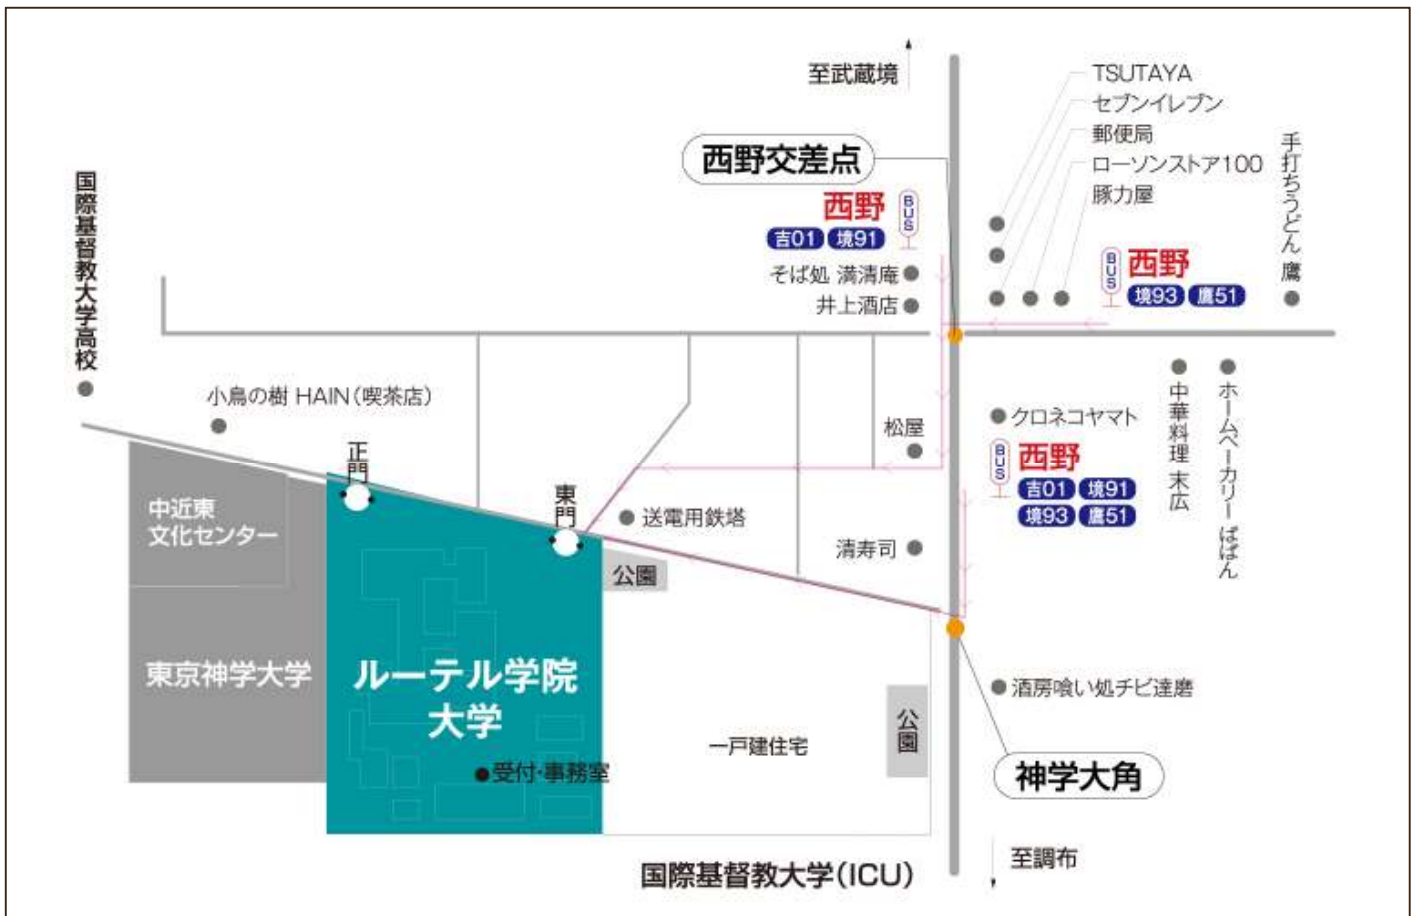 至武蔵境
TSUTAYA
セブンイレブン
郵便局
ローソンストア100
豚力屋
手打ちうどん 鷹
西野交差点
西野
BUS
吉01 境91
そば処 満清庵
井上酒店
BUS
西野
境93 鷹51
国際基督教大学高校
小鳥の樹 HAIN（喫茶店）
松屋
クロネコヤマト
BUS
西野
吉01 境91
境93 鷹51
中華料理 末広
ホームベーカリー ぱぱん
正門
東門
送電用鉄塔
清寿司
公園
中近東
文化センター
東京神学大学
ルーテル学院
大学
受付・事務室
一戸建住宅
公園
酒房喰い処チビ達磨
神学大角
至調布
国際基督教大学（ICU）